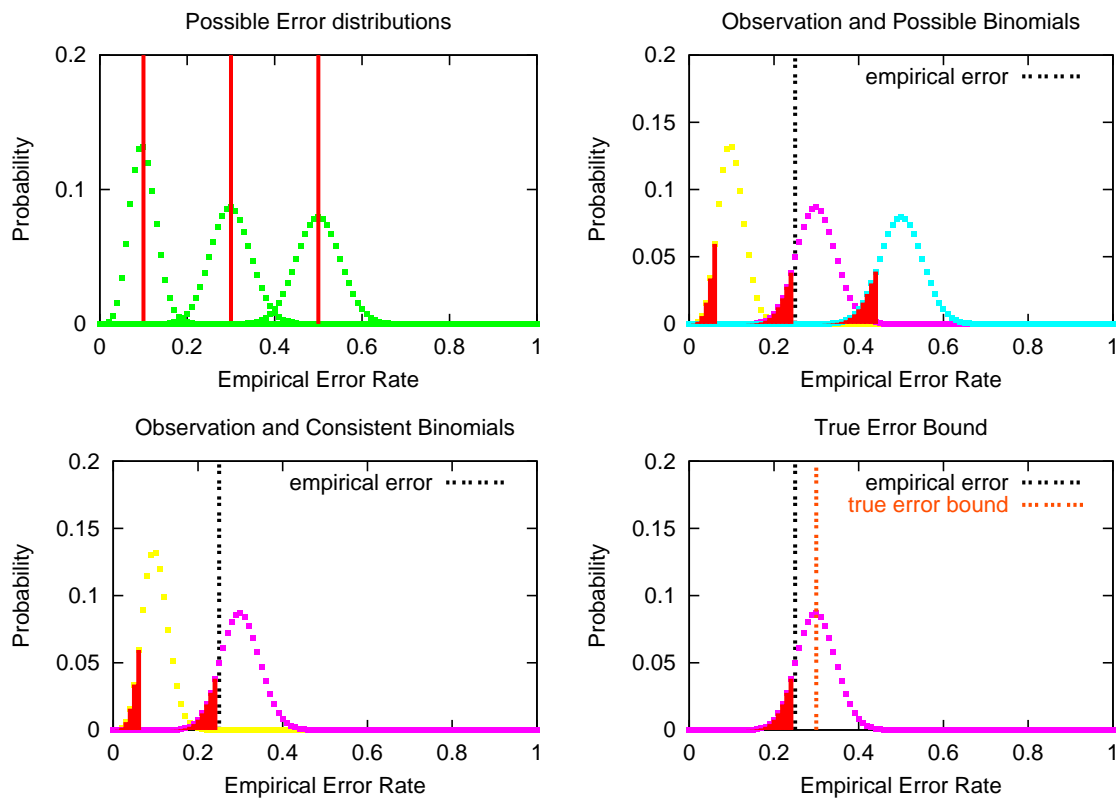 Possible Error distributions
0.2
0.1
0
Probability
0 0.2 0.4 0.6 0.8 1
Empirical Error Rate
Observation and Possible Binomials
empirical error
0.2
0.15
0.1
0.05
0
Probability
0 0.2 0.4 0.6 0.8 1
Empirical Error Rate
Observation and Consistent Binomials
empirical error
0.2
0.15
0.1
0.05
0
Probability
0 0.2 0.4 0.6 0.8 1
Empirical Error Rate
True Error Bound
empirical error
true error bound
0.2
0.15
0.1
0.05
0
Probability
0 0.2 0.4 0.6 0.8 1
Empirical Error Rate